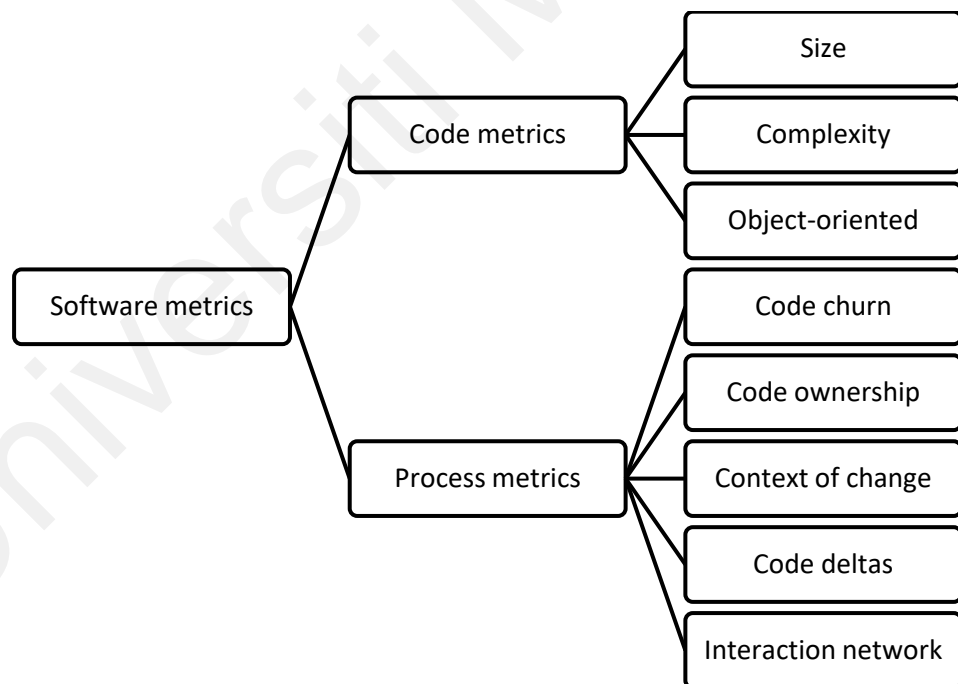 Size
Code metrics
Complexity
Object-oriented
Software metrics
Code churn
Code ownership
Process metrics
Context of change
Code deltas
Interaction network